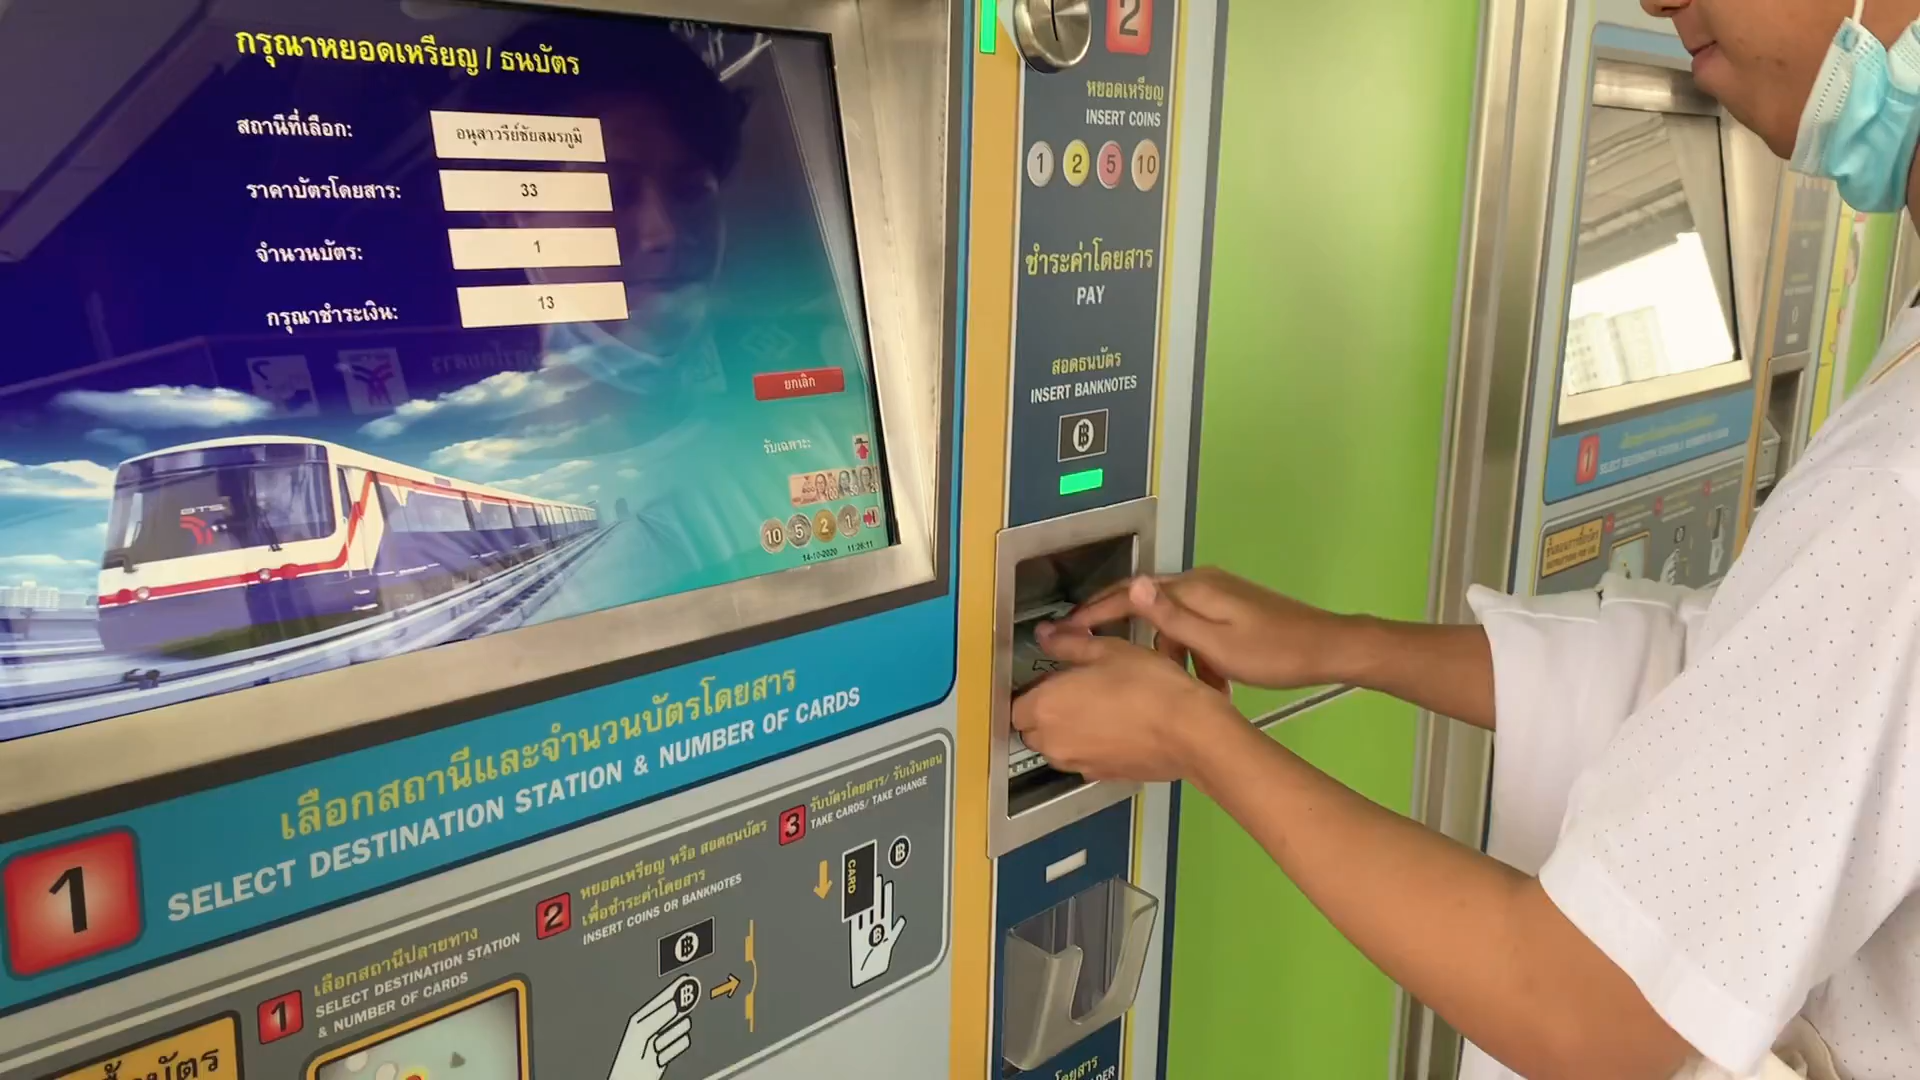 กรุณาหยอดเหรียญ / ธนบัตร
สถานีที่เลือก:
อนุสาวรีย์ชัยสมรภูมิ
ราคาบัตรโดยสาร:
33
จำนวนบัตร:
1
กรุณาชำระเงิน:
13
ยกเลิก
รับเฉพาะ:
10 5 2 1
14-10-2020 11:26:11
BTS
1
เลือกสถานีและจำนวนบัตรโดยสาร
SELECT DESTINATION STATION & NUMBER OF CARDS
1
เลือกสถานีปลายทาง
SELECT DESTINATION STATION
& NUMBER OF CARDS
2
หยอดเหรียญ หรือ สอดธนบัตร
เพื่อชำระค่าโดยสาร
INSERT COINS OR BANKNOTES
฿
฿
3
รับบัตรโดยสาร/ รับเงินทอน
TAKE CARDS/ TAKE CHANGE
CARD
฿
฿
2
หยอดเหรียญ
INSERT COINS
1 2 5 10
ชำระค่าโดยสาร
PAY
สอดธนบัตร
INSERT BANKNOTES
฿
1
SELECT DESTINATION STATION & NUMBER OF CARDS